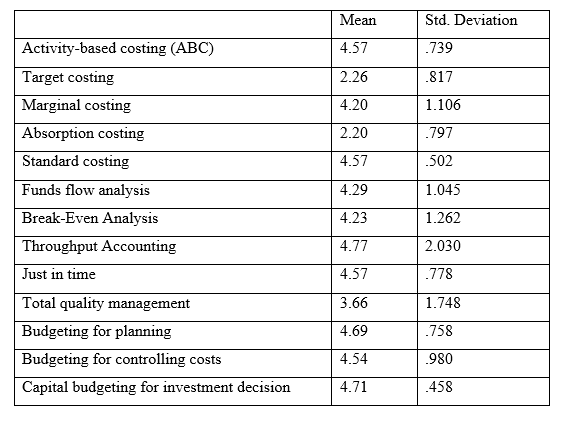 Mean Std. Deviation
Activity-based costing (ABC) 4.57 .739
Target costing 2.26 .817
Marginal costing 4.20 1.106
Absorption costing 2.20 .797
Standard costing 4.57 .502
Funds flow analysis 4.29 1.045
Break-Even Analysis 4.23 1.262
Throughput Accounting 4.77 2.030
Just in time 4.57 .778
Total quality management 3.66 1.748
Budgeting for planning 4.69 .758
Budgeting for controlling costs 4.54 .980
Capital budgeting for investment decision 4.71 .458